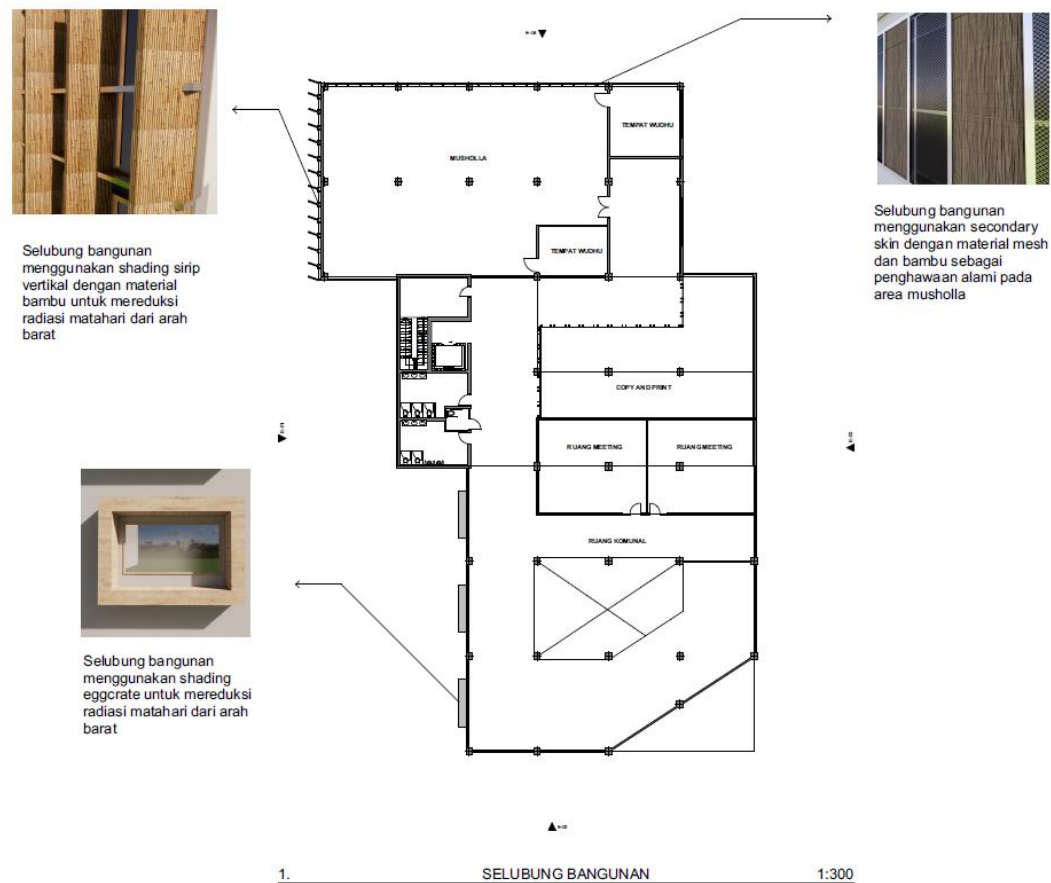 TEMPAT WUDHU
MUSHOLLA
TEMPAT WUDHU
Selubung bangunan
menggunakan shading sirip
vertikal dengan material
bambu untuk mereduksi
radiasi matahari dari arah
barat
Selubung bangunan
menggunakan secondary
skin dengan material mesh
dan bambu sebagai
penghawaan alami pada
area musholla
COPY AND PRINT
RUANG MEETING
RUANG MEETING
RUANG KOMUNAL
Selubung bangunan
menggunakan shading
eggcrate untuk mereduksi
radiasi matahari dari arah
barat
1. SELUBUNG BANGUNAN 1:300